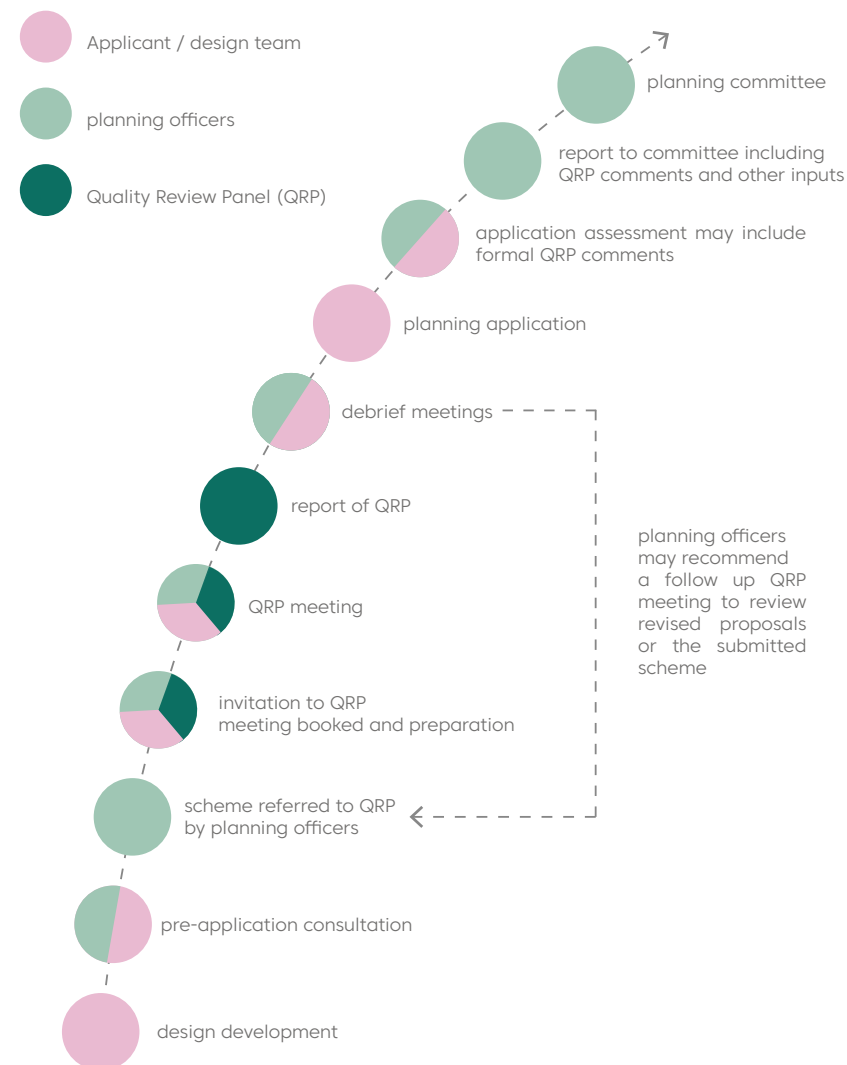 Applicant / design team
planning officers
Quality Review Panel (QRP)
planning committee
report to committee including
QRP comments and other inputs
application assessment may include
formal QRP comments
planning application
debrief meetings
report of QRP
planning officers
may recommend
a follow up QRP
meeting to review
revised proposals
or the submitted
scheme
QRP meeting
invitation to QRP
meeting booked and preparation
scheme referred to QRP
by planning officers
pre-application consultation
design development